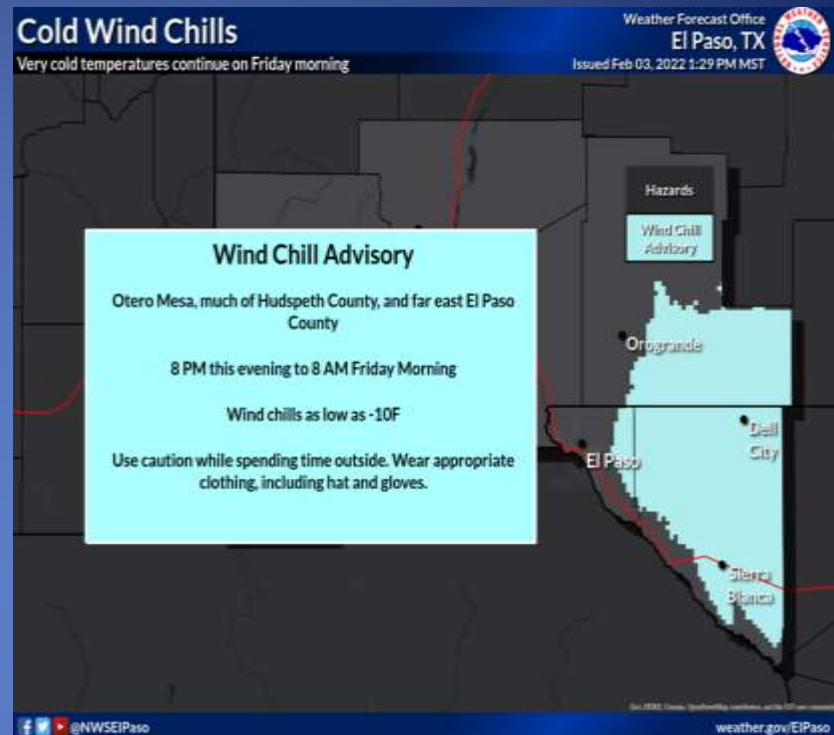 Cold Wind Chills
Very cold temperatures continue on Friday morning
Weather Forecast Office
El Paso, TX
Issued Feb 03, 2022 1:29 PM MST
Hazards
Wind Chill
Advisory
Wind Chill Advisory
Otero Mesa, much of Hudspeth County, and far east El Paso
County
8 PM this evening to 8 AM Friday Morning
Wind chills as low as -10F
Use caution while spending time outside. Wear appropriate
clothing, including hat and gloves.
Orogrande
Dell
City
El Paso
Sierra
Blanca
@NWSElPaso
weather.gov/ElPaso